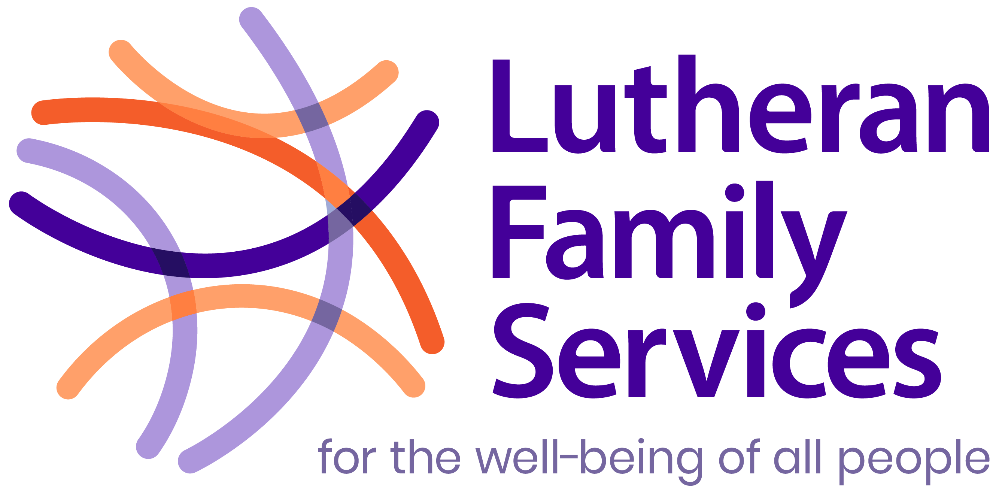 Lutheran
Family
Services
for the well-being of all people